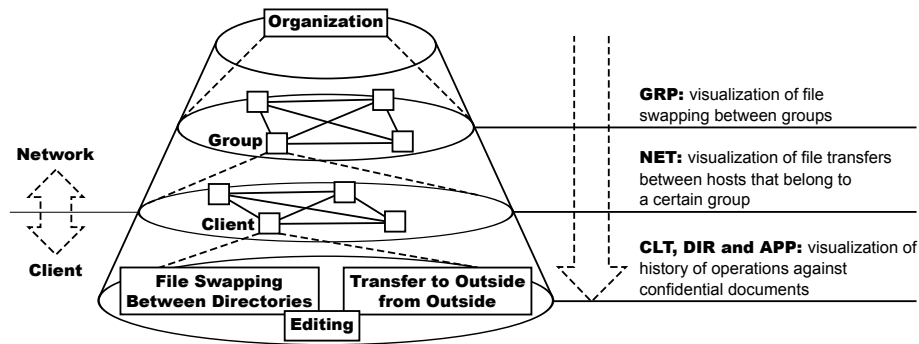 Organization
GRP: visualization of file
swapping between groups
Group
Network
NET: visualization of file transfers
between hosts that belong to
a certain group
Client
Client
CLT, DIR and APP: visualization of
history of operations against
confidential documents
File Swapping
Between Directories
Transfer to Outside
from Outside
Editing